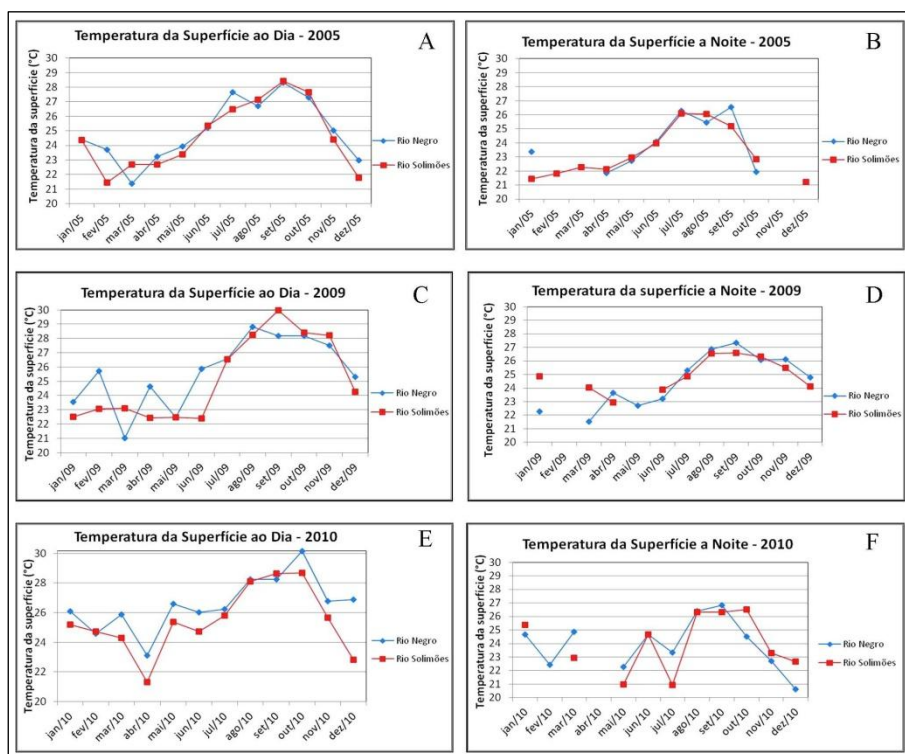 Temperatura da Superfície ao Dia - 2005
A
Temperatura da superfície (°C)
30
29
28
27
26
25
24
23
22
21
20
jan/05
fev/05
mar/05
abr/05
mai/05
jun/05
jul/05
ago/05
set/05
out/05
nov/05
dez/05
Rio Negro
Rio Solimões
Temperatura da Superfície a Noite - 2005
B
Temperatura da superfície (°C)
30
29
28
27
26
25
24
23
22
21
20
jan/05
fev/05
mar/05
abr/05
mai/05
jun/05
jul/05
ago/05
set/05
out/05
nov/05
dez/05
Rio Negro
Rio Solimões
Temperatura da Superfície ao Dia - 2009
C
Temperatura da superfície (°C)
30
29
28
27
26
25
24
23
22
21
20
jan/09
fev/09
mar/09
abr/09
mai/09
jun/09
jul/09
ago/09
set/09
out/09
nov/09
dez/09
Rio Negro
Rio Solimões
Temperatura da superfície a Noite - 2009
D
Temperatura da superfície (°C)
30
29
28
27
26
25
24
23
22
21
20
jan/09
fev/09
mar/09
abr/09
mai/09
jun/09
jul/09
ago/09
set/09
out/09
nov/09
dez/09
Rio Negro
Rio Solimões
Temperatura da Superfície ao Dia - 2010
E
Temperatura da superfície (°C)
30
28
26
24
22
20
jan/10
fev/10
mar/10
abr/10
mai/10
jun/10
jul/10
ago/10
set/10
out/10
nov/10
dez/10
Rio Negro
Rio Solimões
Temperatura da Superfície a Noite - 2010
F
Temperatura da superfície (°C)
30
29
28
27
26
25
24
23
22
21
20
jan/10
fev/10
mar/10
abr/10
mai/10
jun/10
jul/10
ago/10
set/10
out/10
nov/10
dez/10
Rio Negro
Rio Solimões